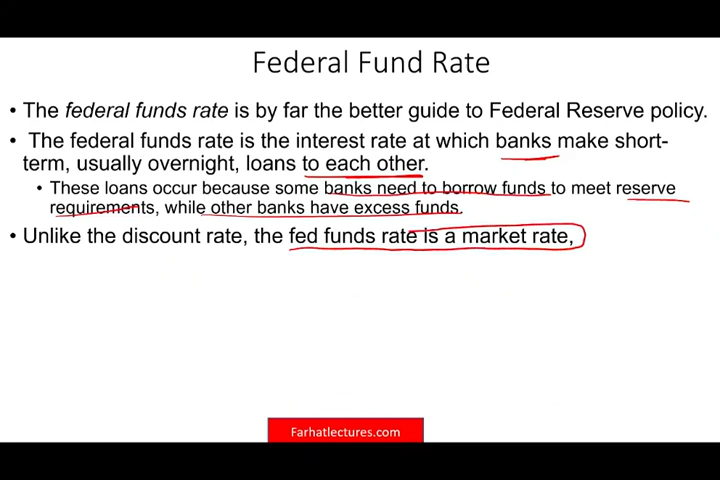 Federal Fund Rate
• The federal funds rate is by far the better guide to Federal Reserve policy.
• The federal funds rate is the interest rate at which banks make short-
term, usually overnight, loans to each other.
• These loans occur because some banks need to borrow funds to meet reserve
requirements, while other banks have excess funds.
• Unlike the discount rate, the fed funds rate is a market rate,
Farhatlectures.com